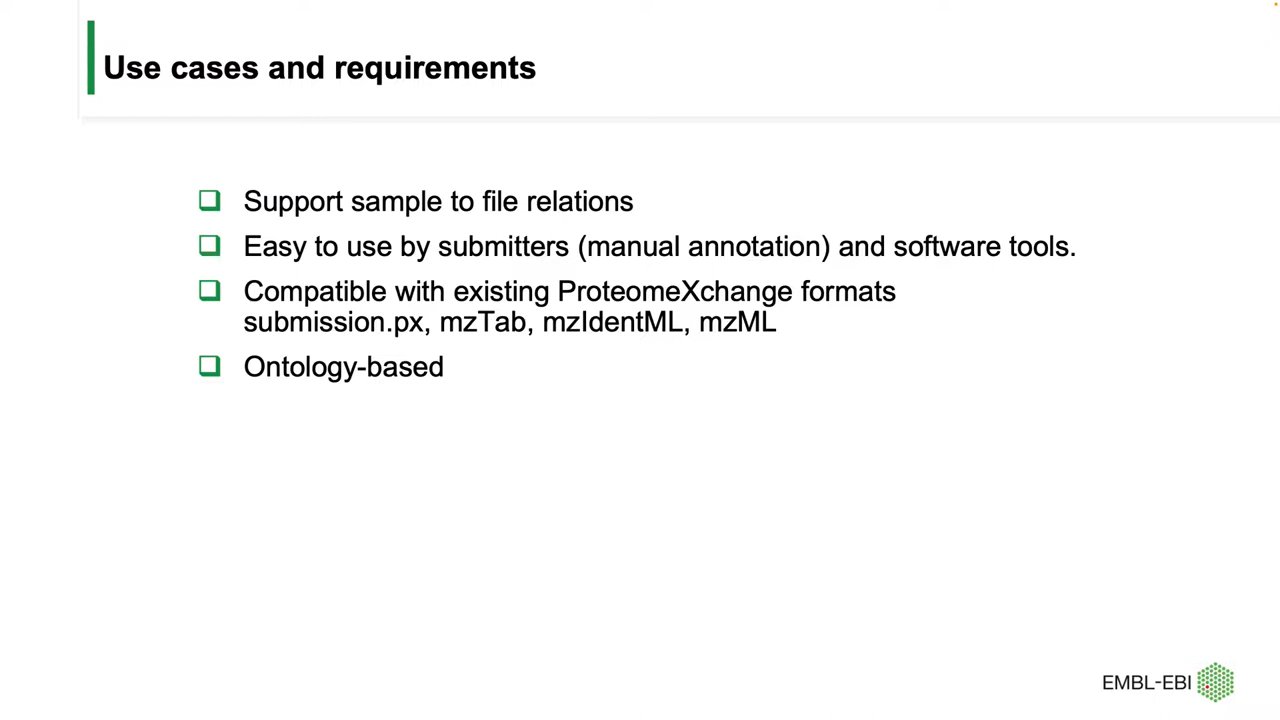 Use cases and requirements
Support sample to file relations
Easy to use by submitters (manual annotation) and software tools.
Compatible with existing ProteomeXchange formats
submission.px, mzTab, mzIdentML, mzML
Ontology-based
EMBL-EBI